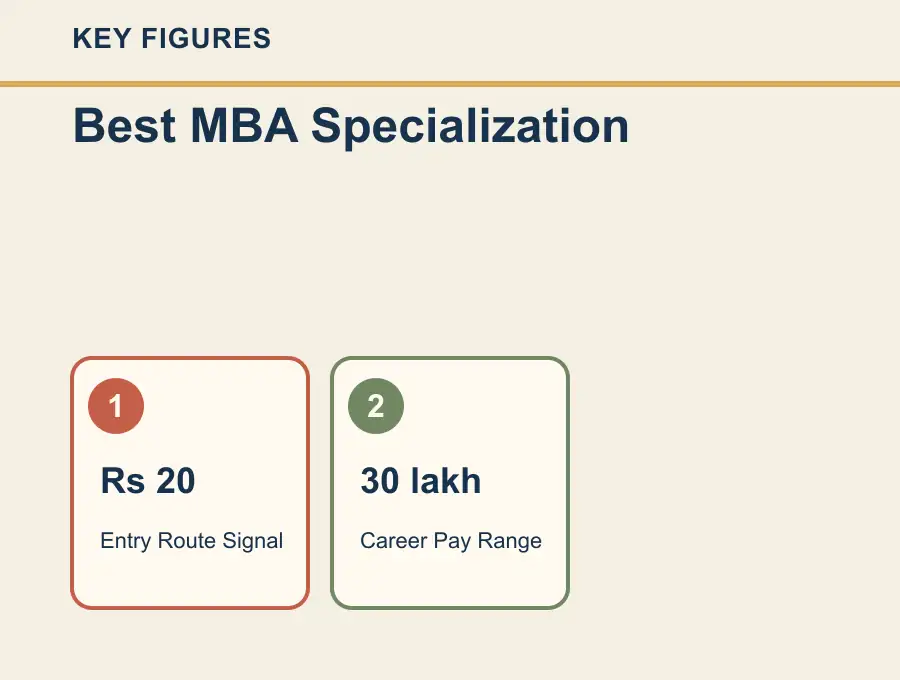 KEY FIGURES
Best MBA Specialization
1
Rs 20
Entry Route Signal
2
30 lakh
Career Pay Range